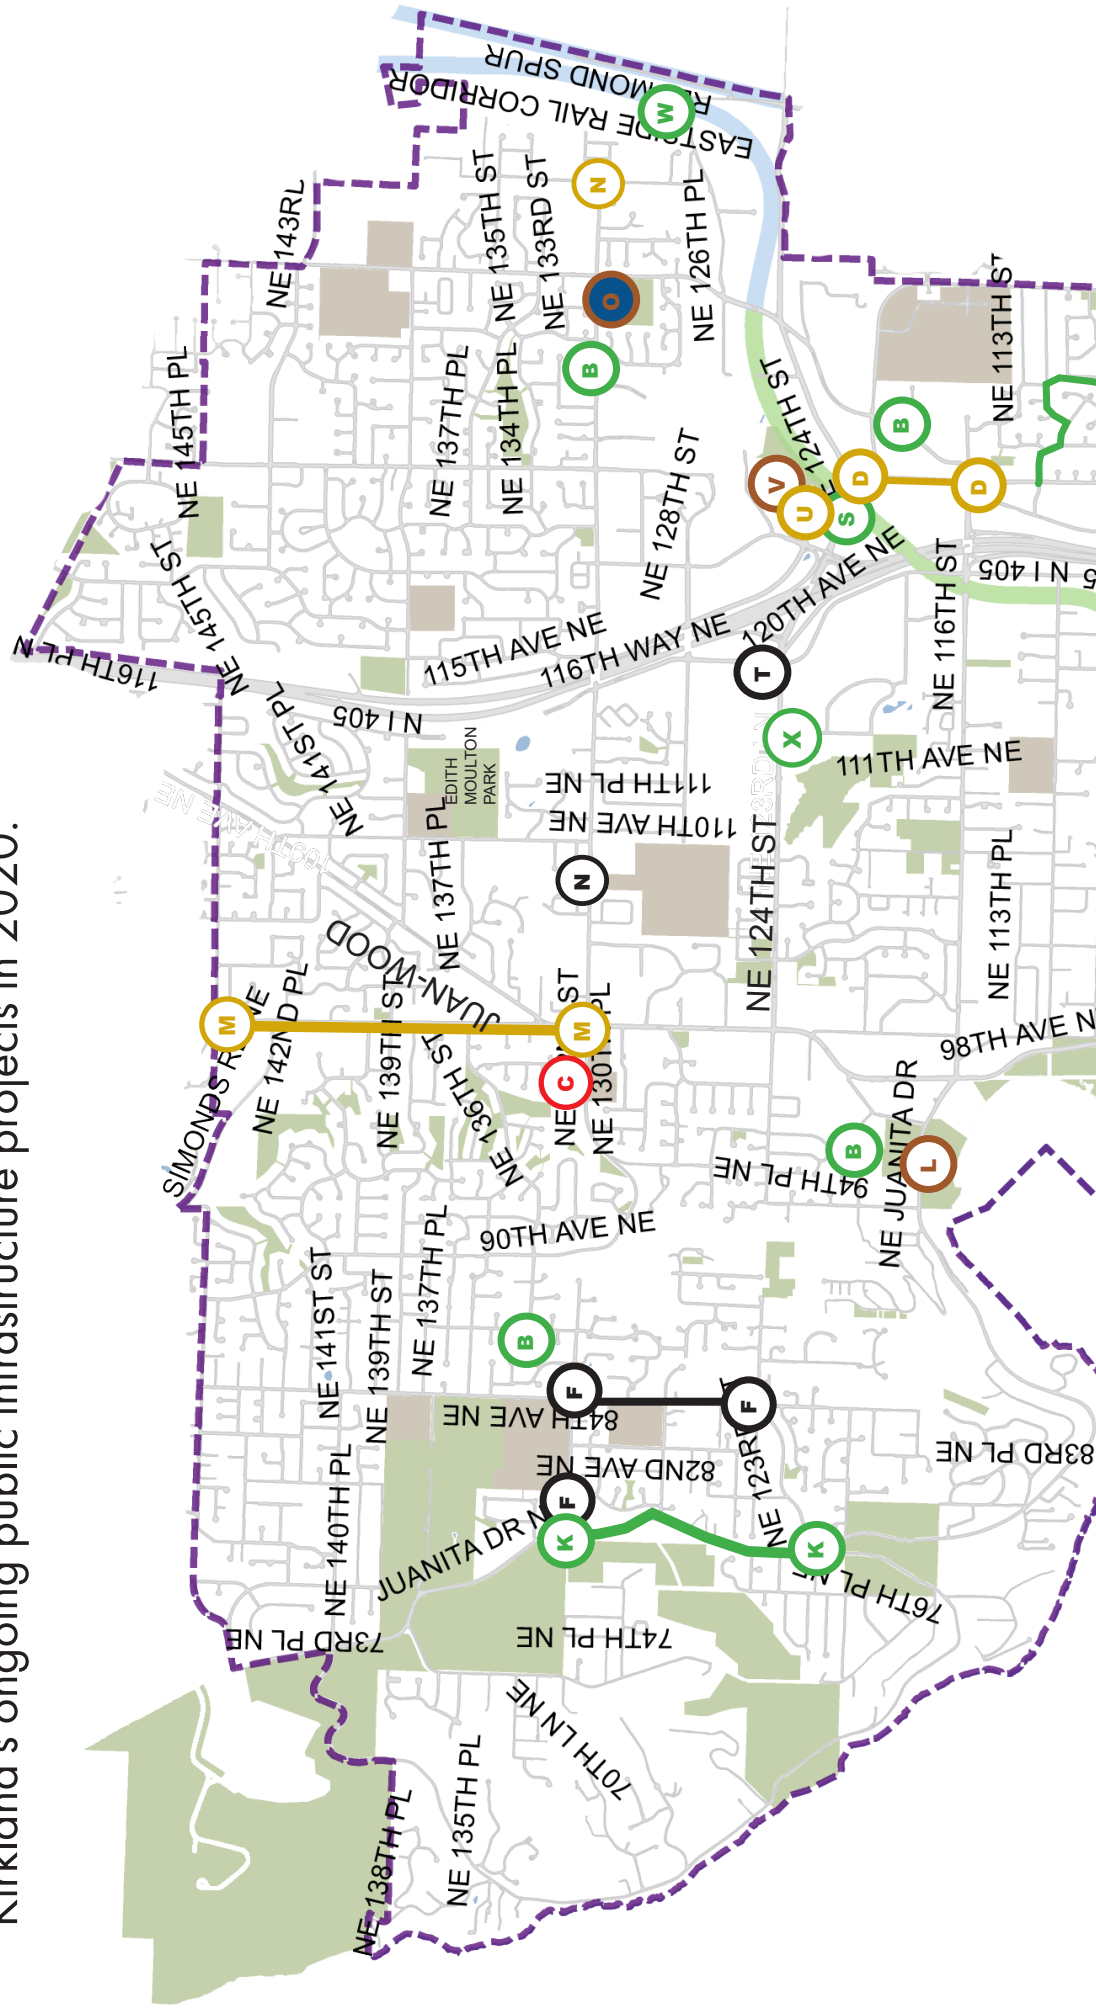 Kirkland's ongoing public infrastructure projects in 2020.
REDMOND SPUR
EASTSIDE RAIL CORRIDOR
W
N
NE 135TH ST
NE 133RD ST
NE 126TH PL
NE 143RL
O
B
NE 113TH ST
NE 145TH PL
NE 137TH PL
NE 134TH PL
NE 128TH ST
E 124TH ST
B
V
U
S
D
D
116TH PL N
NE 145TH ST
115TH AVE NE
116TH WAY NE
120TH AVE NE
N I 405
N I 405
5
NE 116TH ST
T
X
NE 141ST PL
EDITH
MOULTON
PARK
111TH PL NE
110TH AVE NE
111TH AVE NE
109TH AVE NE
NE 137TH PL
N
NE 124TH ST
NE 113TH PL
JUAN-WOOD
M
M
C
SIMONDS R
NE
NE 142ND PL
NE 139TH ST
NE 136TH ST
NE
ST
NE 130TH PL
98TH AVE N
B
L
94TH PL NE
NE JUANITA DR
90TH AVE NE
NE 141ST ST
NE 139TH ST
NE 137TH PL
B
F
F
F
84TH AVE NE
82ND AVE NE
NE 123R
83RD PL NE
NE 140TH PL
JUANITA DR N
K
K
76TH PL NE
73RD PL NE
74TH PL NE
70TH LN NE
NE 135TH PL
NE 138TH PL